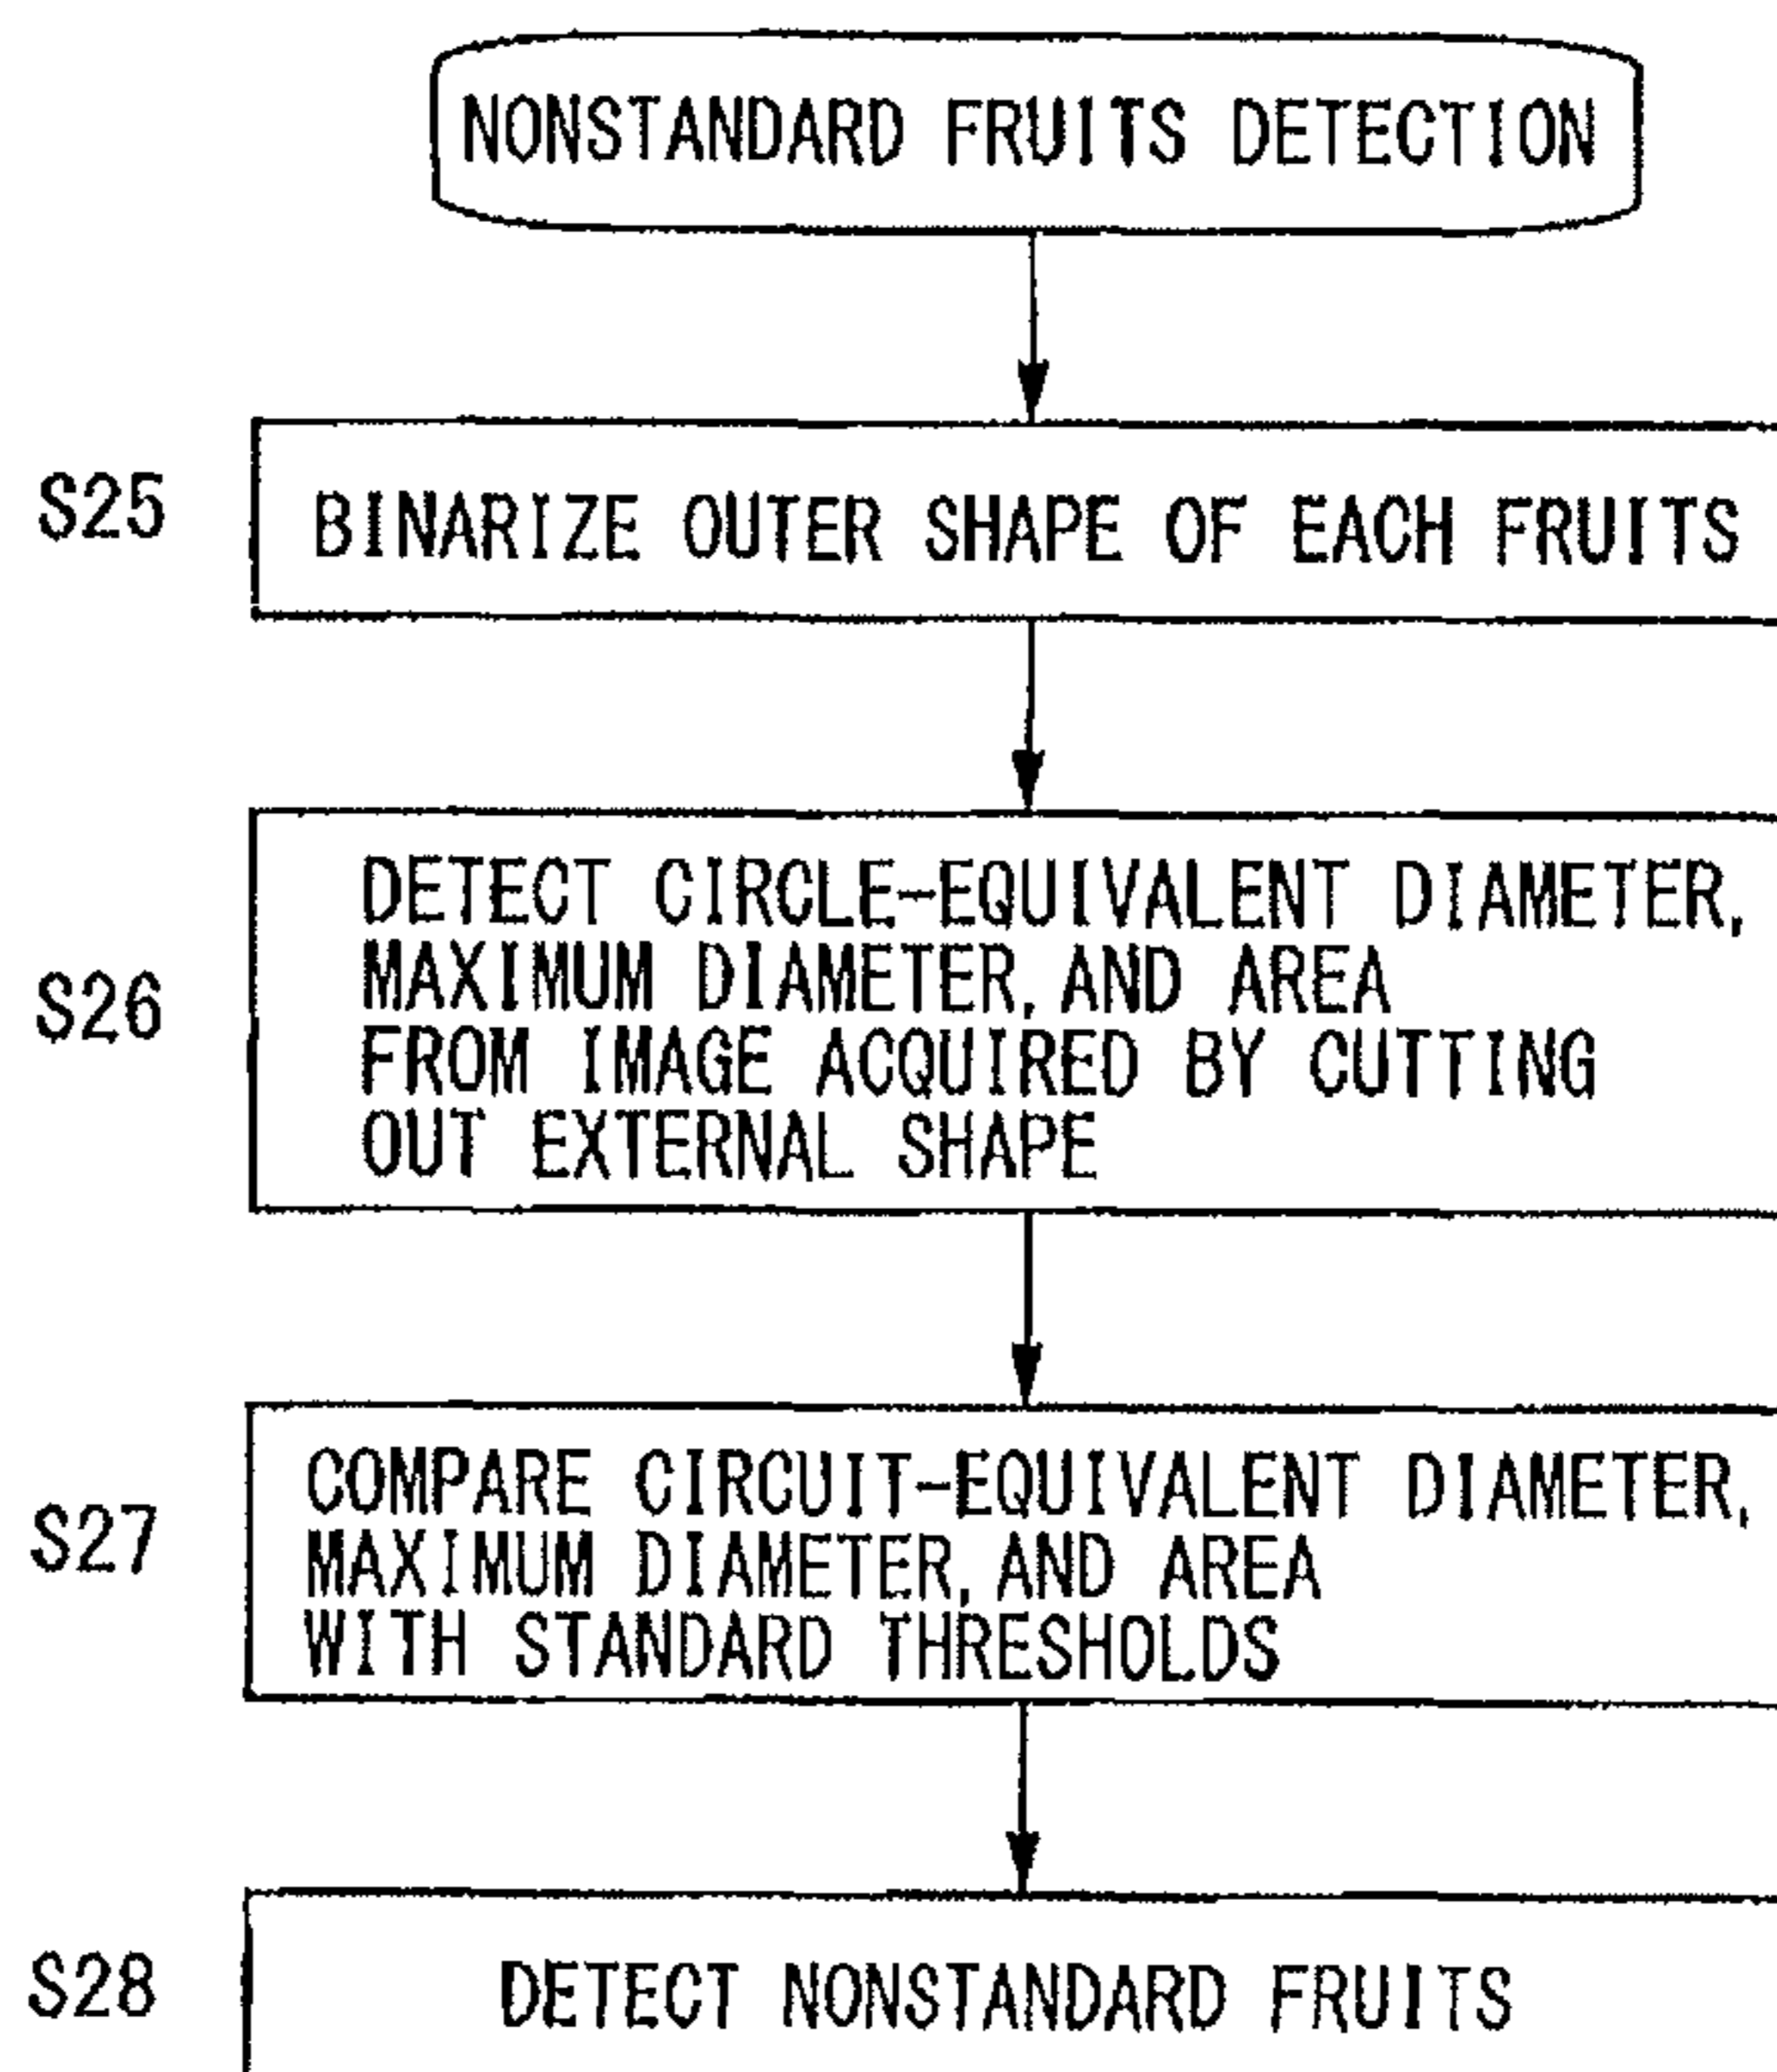 NONSTANDARD FRUITS DETECTION
S25
BINARIZE OUTER SHAPE OF EACH FRUITS
S26
DETECT CIRCLE-EQUIVALENT DIAMETER,
MAXIMUM DIAMETER, AND AREA
FROM IMAGE ACQUIRED BY CUTTING
OUT EXTERNAL SHAPE
S27
COMPARE CIRCUIT-EQUIVALENT DIAMETER,
MAXIMUM DIAMETER, AND AREA
WITH STANDARD THRESHOLDS
S28
DETECT NONSTANDARD FRUITS